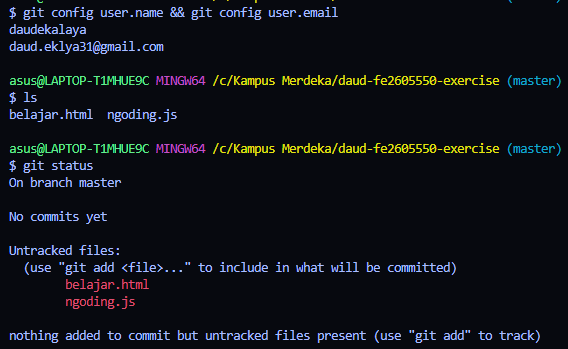 $ git config user.name && git config user.email
daudekalaya
daud.eklya31@gmail.com
asus@LAPTOP-T1MHUE9C MINGW64 /c/Kampus Merdeka/daud-fe2605550-exercise (master)
$ ls
belajar.html  ngoding.js
asus@LAPTOP-T1MHUE9C MINGW64 /c/Kampus Merdeka/daud-fe2605550-exercise (master)
$ git status
On branch master
No commits yet
Untracked files:
  (use "git add <file>..." to include in what will be committed)
        belajar.html
        ngoding.js
nothing added to commit but untracked files present (use "git add" to track)